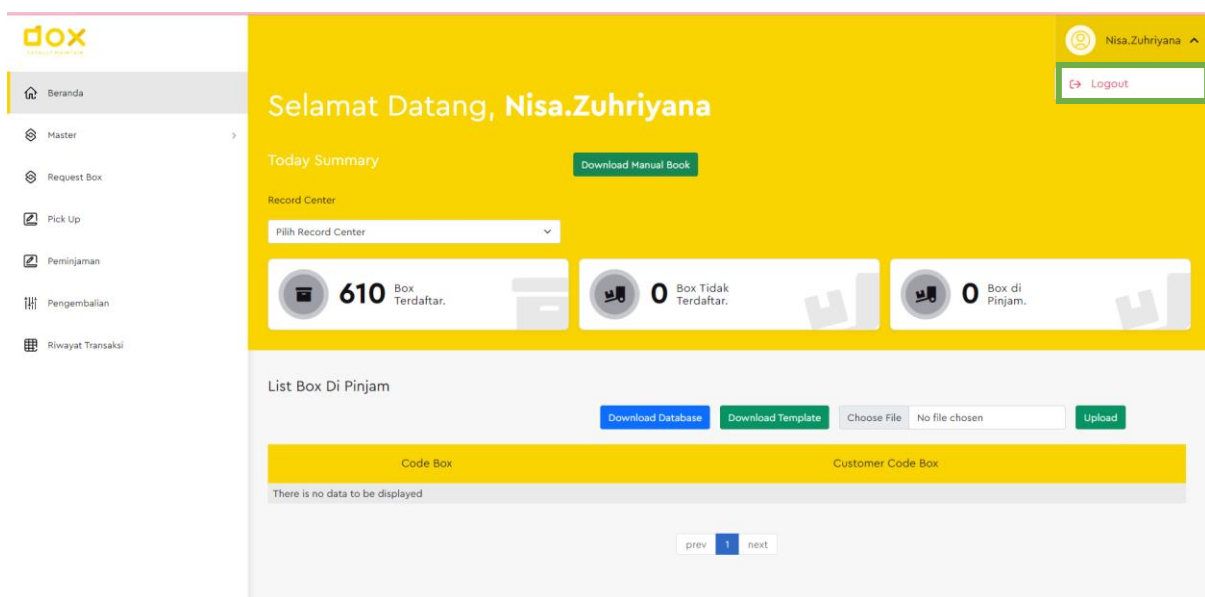 dox
Nisa.Zuhriyana
Logout
Beranda
Master
Request Box
Pick Up
Peminjaman
Pengembalian
Riwayat Transaksi
Selamat Datang, Nisa.Zuhriyana
Today Summary
Download Manual Book
Record Center
Pilih Record Center
610 Box
Terdaftar.
0 Box Tidak
Terdaftar.
0 Box di
Pinjam.
List Box Di Pinjam
Download Database Download Template Choose File No file chosen Upload
Code Box Customer Code Box
There is no data to be displayed
prev 1 next